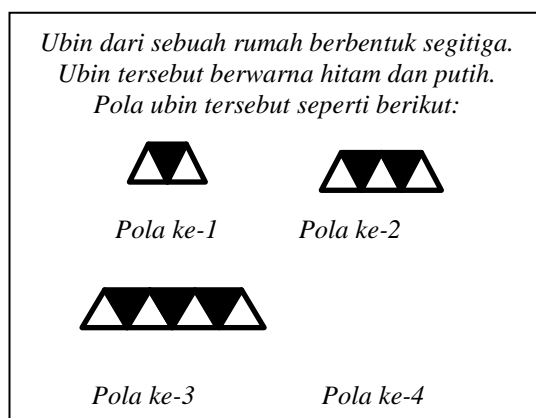 Ubin dari sebuah rumah berbentuk segitiga.
Ubin tersebut berwarna hitam dan putih.
Pola ubin tersebut seperti berikut:
Pola ke-1 Pola ke-2
Pola ke-3 Pola ke-4